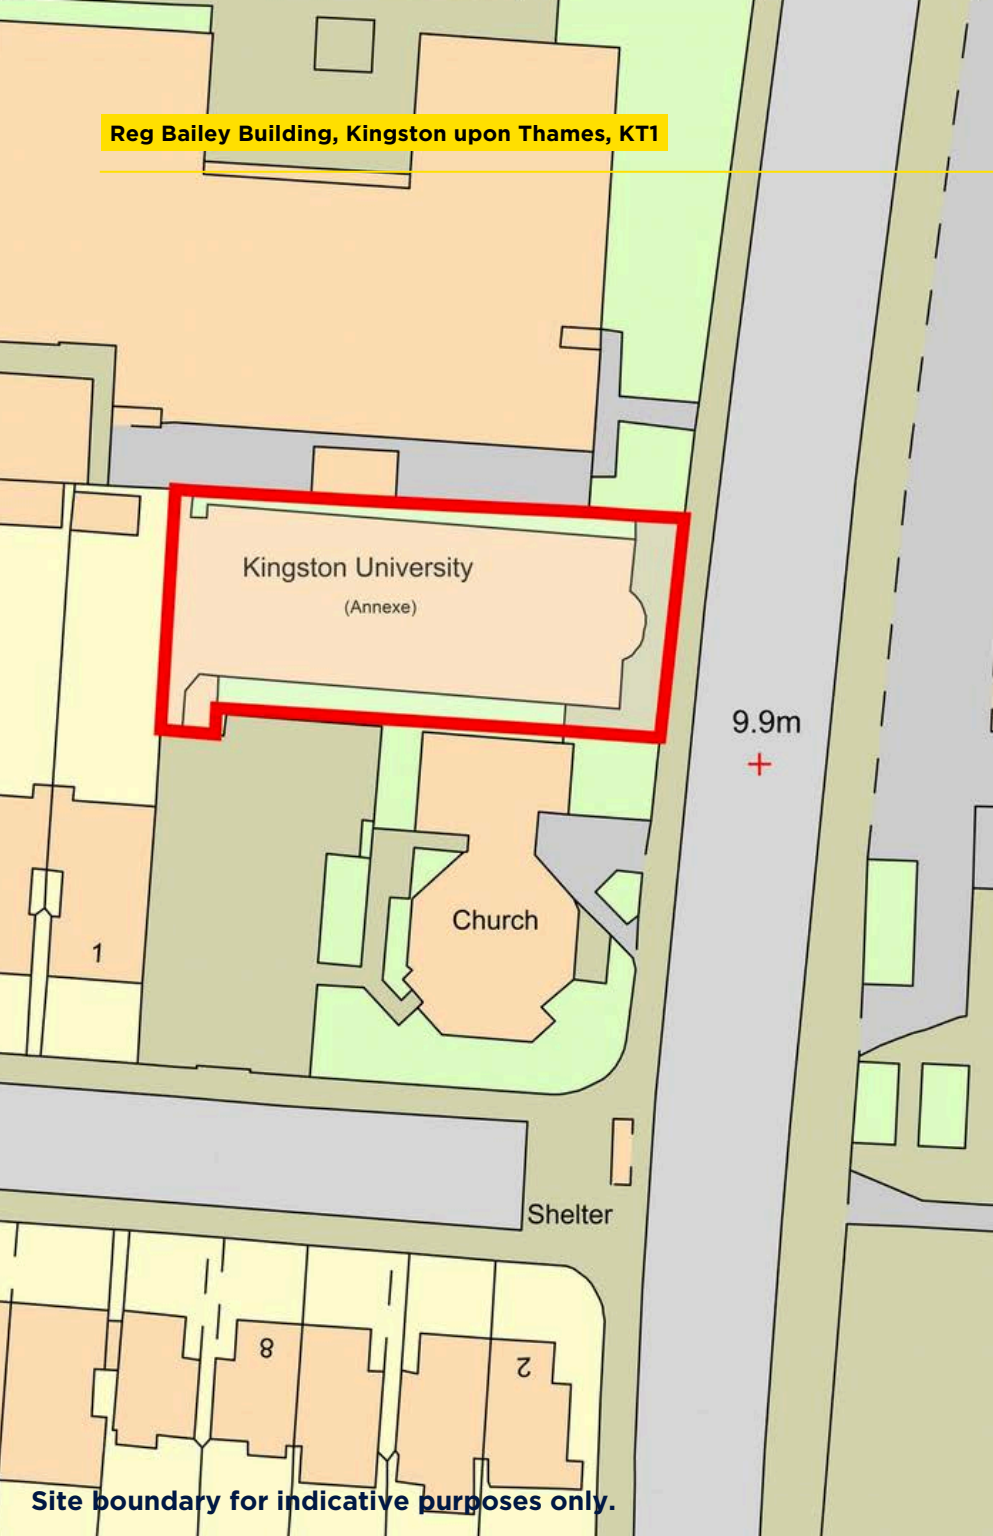 Reg Bailey Building, Kingston upon Thames, KT1
Kingston University
(Annexe)
9.9m
Church
1
Shelter
8
2
Site boundary for indicative purposes only.